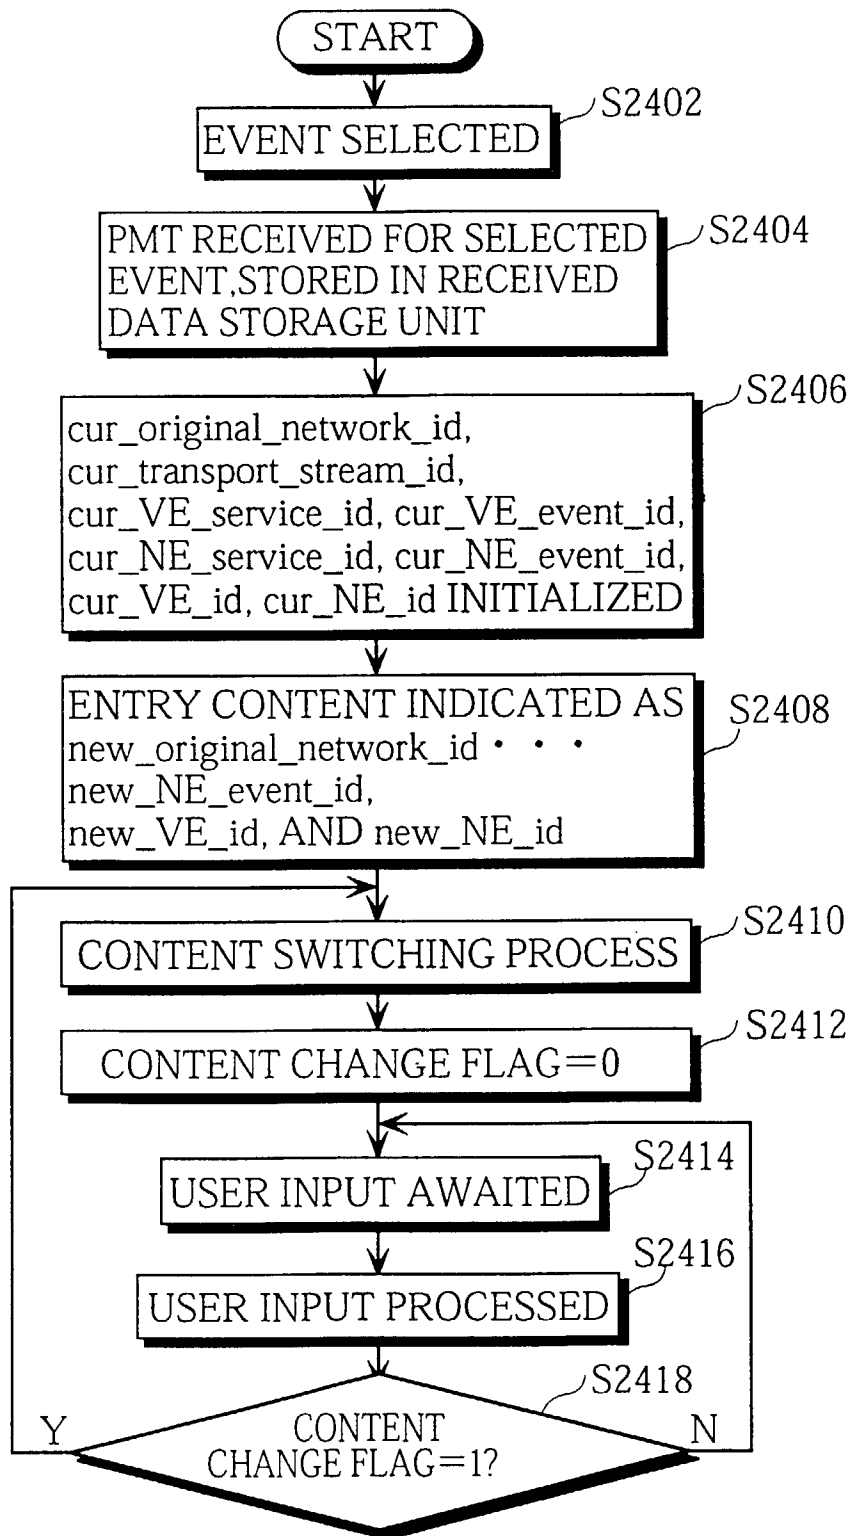 START
S2402
EVENT SELECTED
S2404
PMT RECEIVED FOR SELECTED
EVENT,STORED IN RECEIVED
DATA STORAGE UNIT
S2406
cur_original_network_id,
cur_transport_stream_id,
cur_VE_service_id, cur_VE_event_id,
cur_NE_service_id, cur_NE_event_id,
cur_VE_id, cur_NE_id INITIALIZED
S2408
ENTRY CONTENT INDICATED AS
new_original_network_id・・・
new_NE_event_id,
new_VE_id, AND new_NE_id
S2410
CONTENT SWITCHING PROCESS
S2412
CONTENT CHANGE FLAG=0
S2414
USER INPUT AWAITED
S2416
USER INPUT PROCESSED
S2418
Y
CONTENT
CHANGE FLAG=1?
N